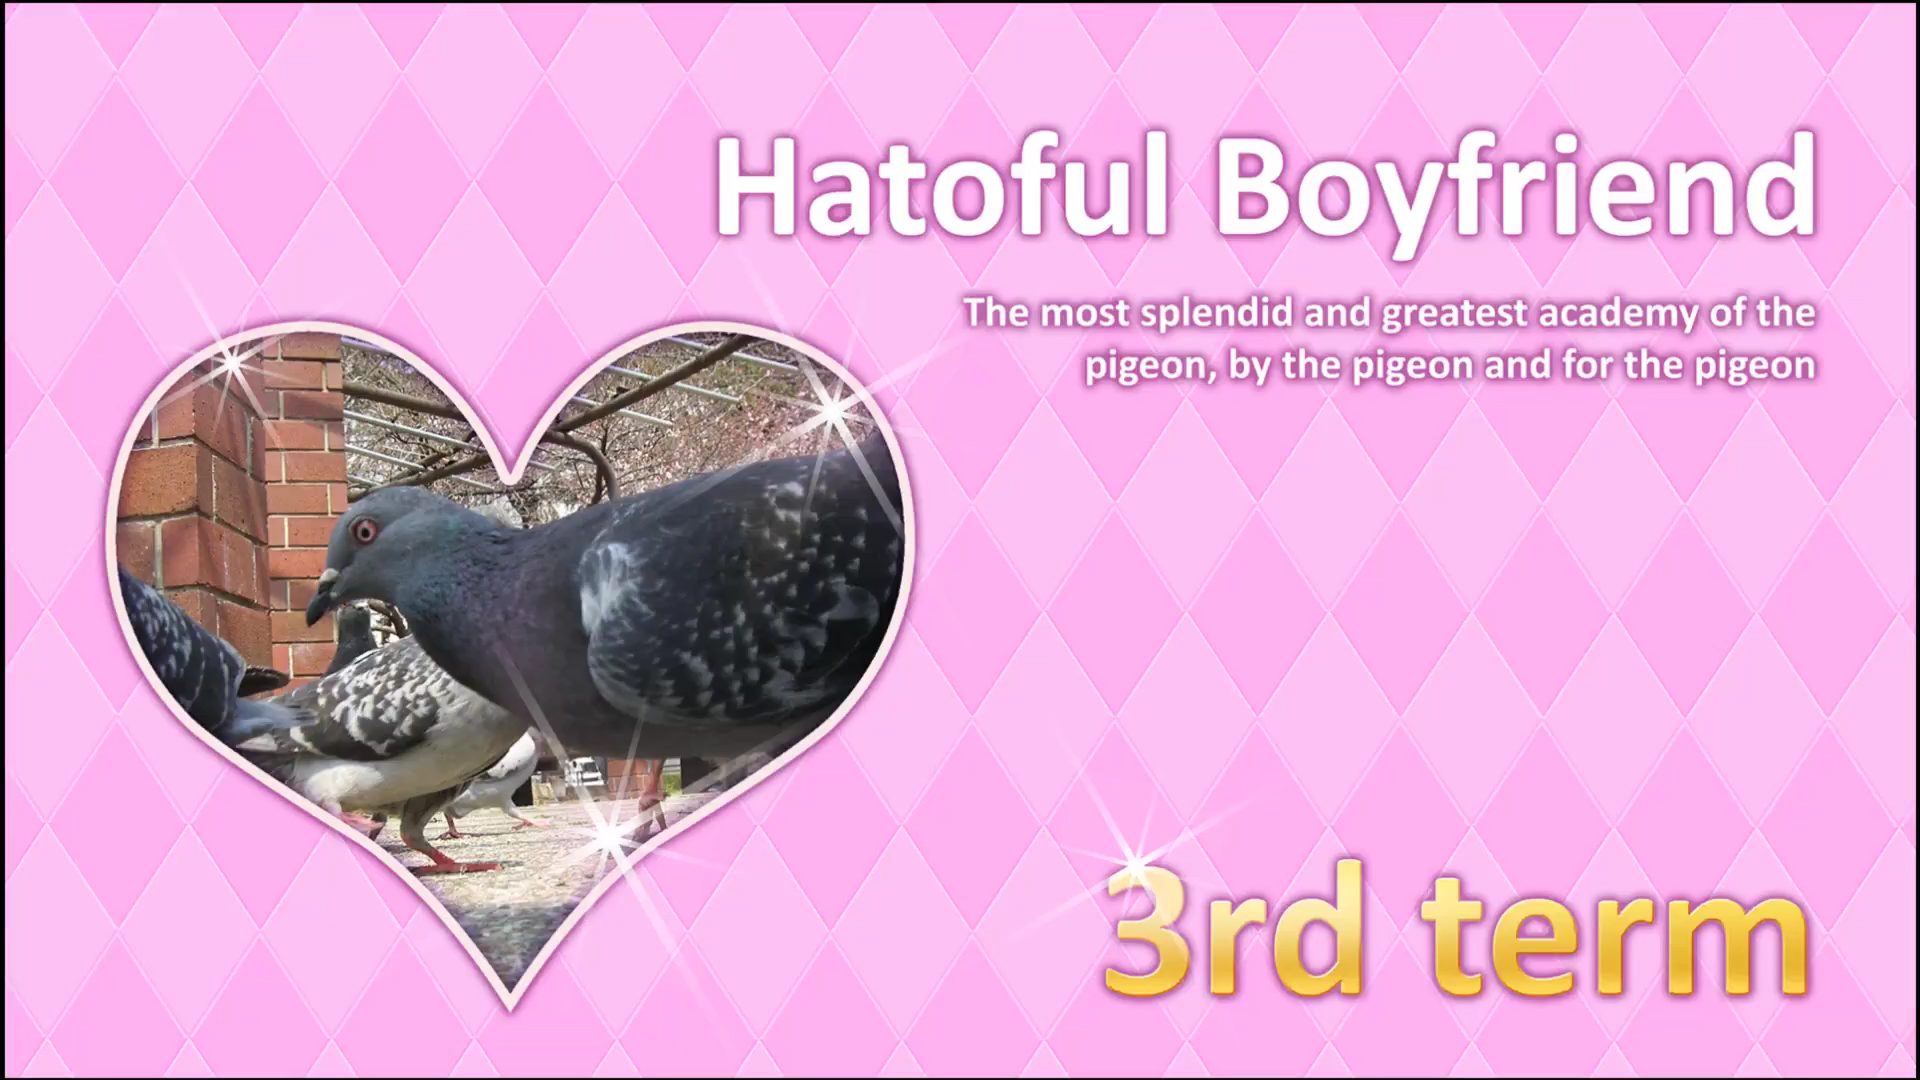 Hatoful Boyfriend
The most splendid and greatest academy of the
pigeon, by the pigeon and for the pigeon
3rd term